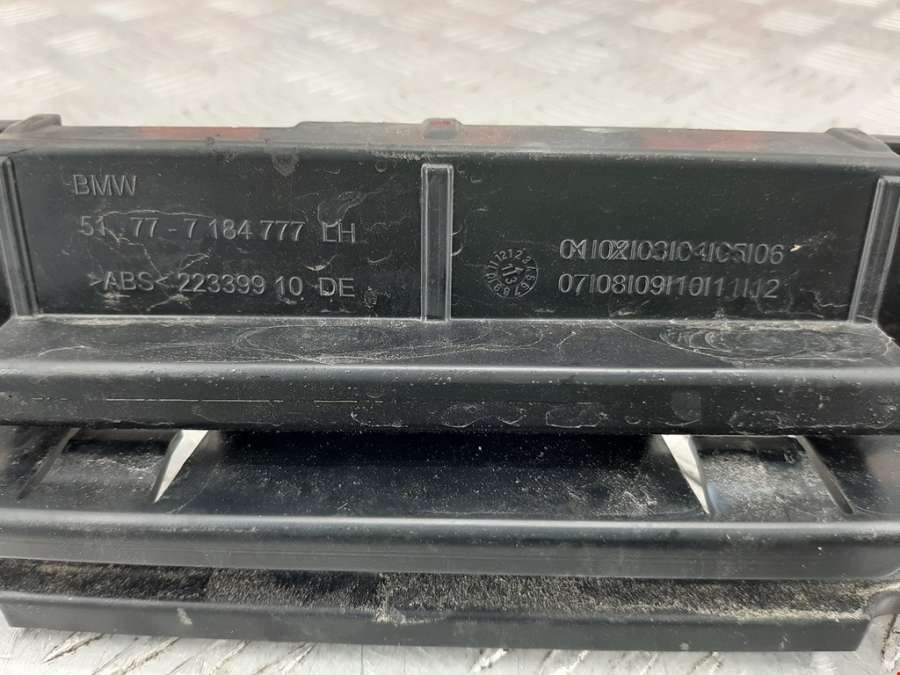 BMW
51.77 - 7 184 777 LH
>ABS< 223399 10 DE
01|02|03|04|05|06
07|08|09|10|11|12
13